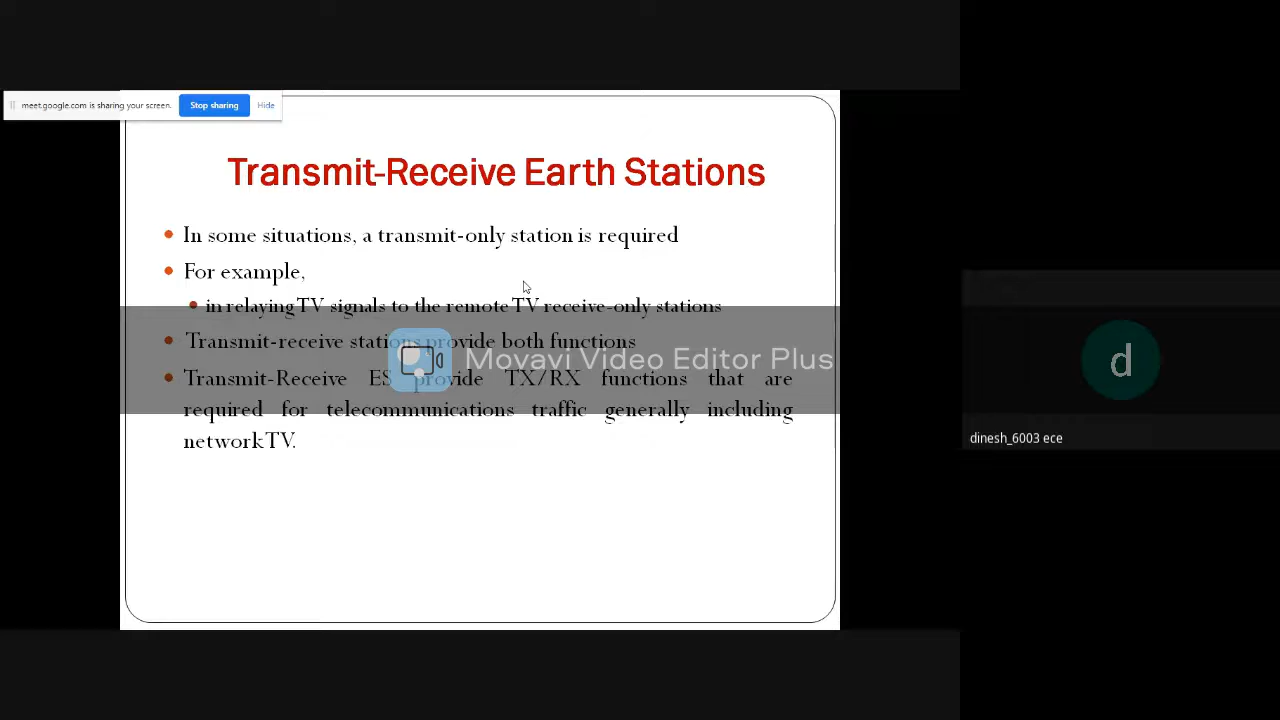 meet.google.com is sharing your screen. Stop sharing Hide
Transmit-Receive Earth Stations
In some situations, a transmit-only station is required
For example,
in relaying TV signals to the remote TV receive-only stations
Transmit-receive stations provide both functions
Movavi Video Editor Plus
Transmit-Receive ES provide TX/RX functions that are
required for telecommunications traffic generally including
network TV.
d
dinesh_6003 ece